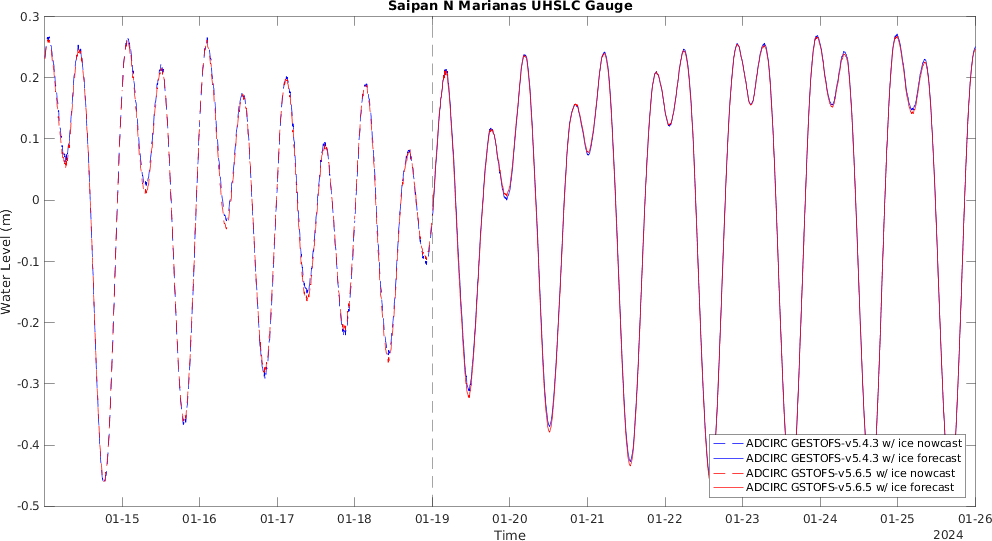 Saipan N Marianas UHSLC Gauge
0.3
0.2
0.1
0
-0.1
-0.2
-0.3
-0.4
-0.5
Water Level (m)
ADCIRC GESTOFS-v5.4.3 w/ ice nowcast
ADCIRC GESTOFS-v5.4.3 w/ ice forecast
ADCIRC GSTOFS-v5.6.5 w/ ice nowcast
ADCIRC GSTOFS-v5.6.5 w/ ice forecast
01-15 01-16 01-17 01-18 01-19 01-20 01-21 01-22 01-23 01-24 01-25 01-26
Time
2024